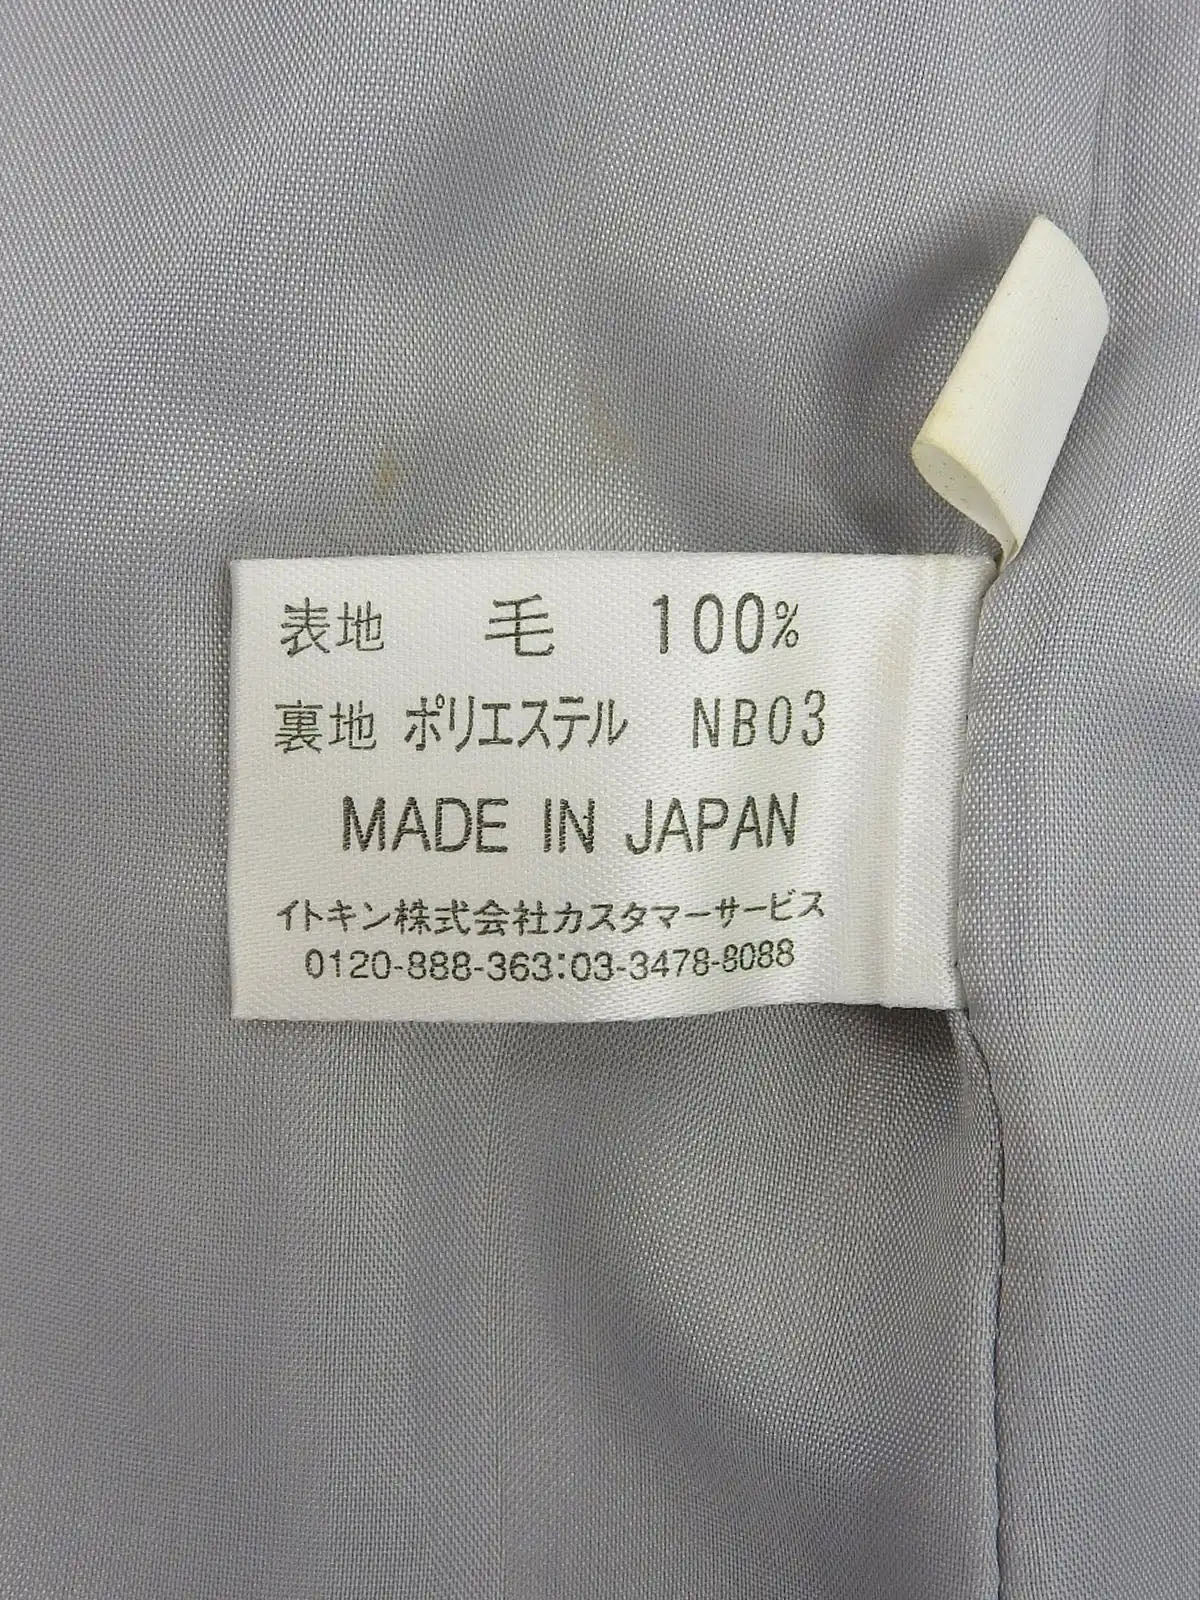 表地 毛 100%
裏地 ポリエステル NB03
MADE IN JAPAN
イトキン株式会社カスタマーサービス
0120-888-363:03-3478-8088